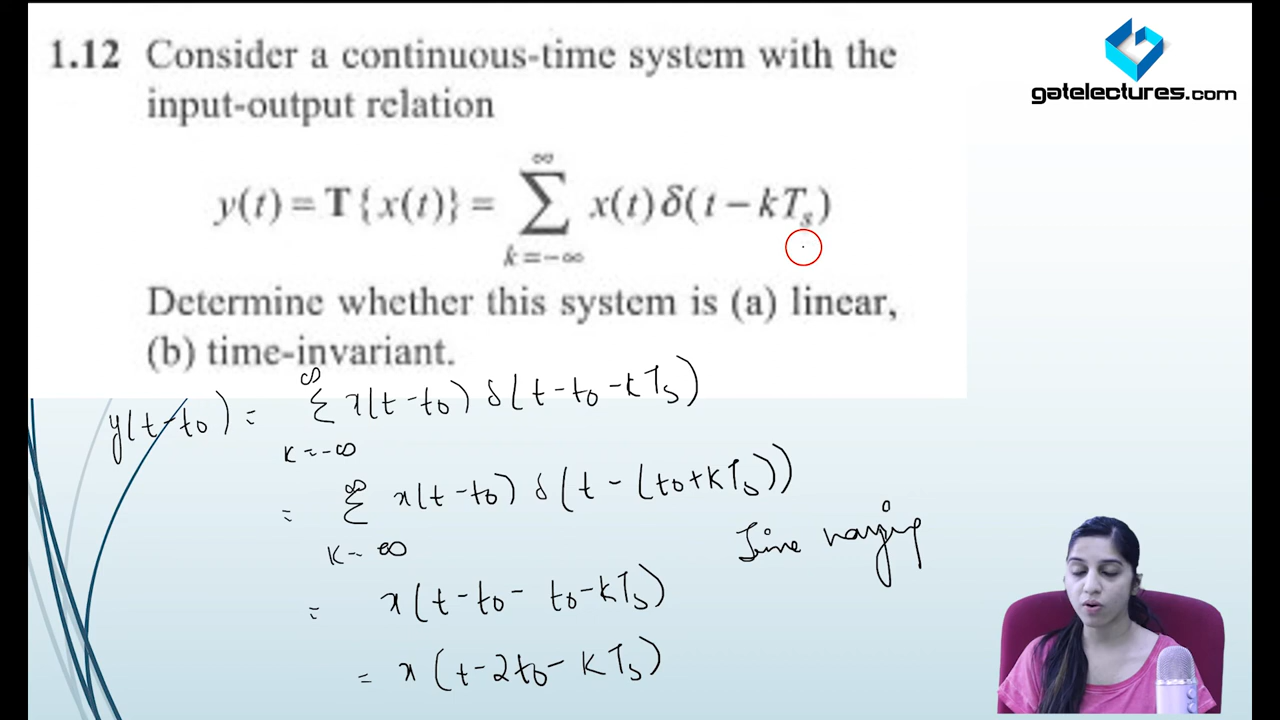 1.12 Consider a continuous-time system with the
gatelectures.com
input-output relation
y(t) = T{x(t)} = ∑_{k=-∞}^{∞} x(t) δ(t − kT_s)
Determine whether this system is (a) linear,
(b) time-invariant.
y(t-t0) = ∑_{k=-∞}^{∞} x(t-t0) δ(t-t0-kTs)
= ∑_{k=∞}^{∞} x(t-t0) δ(t-(t0+kTs))
Time varying
= x(t-t0- t0-kTs)
= x(t-2t0-kTs)